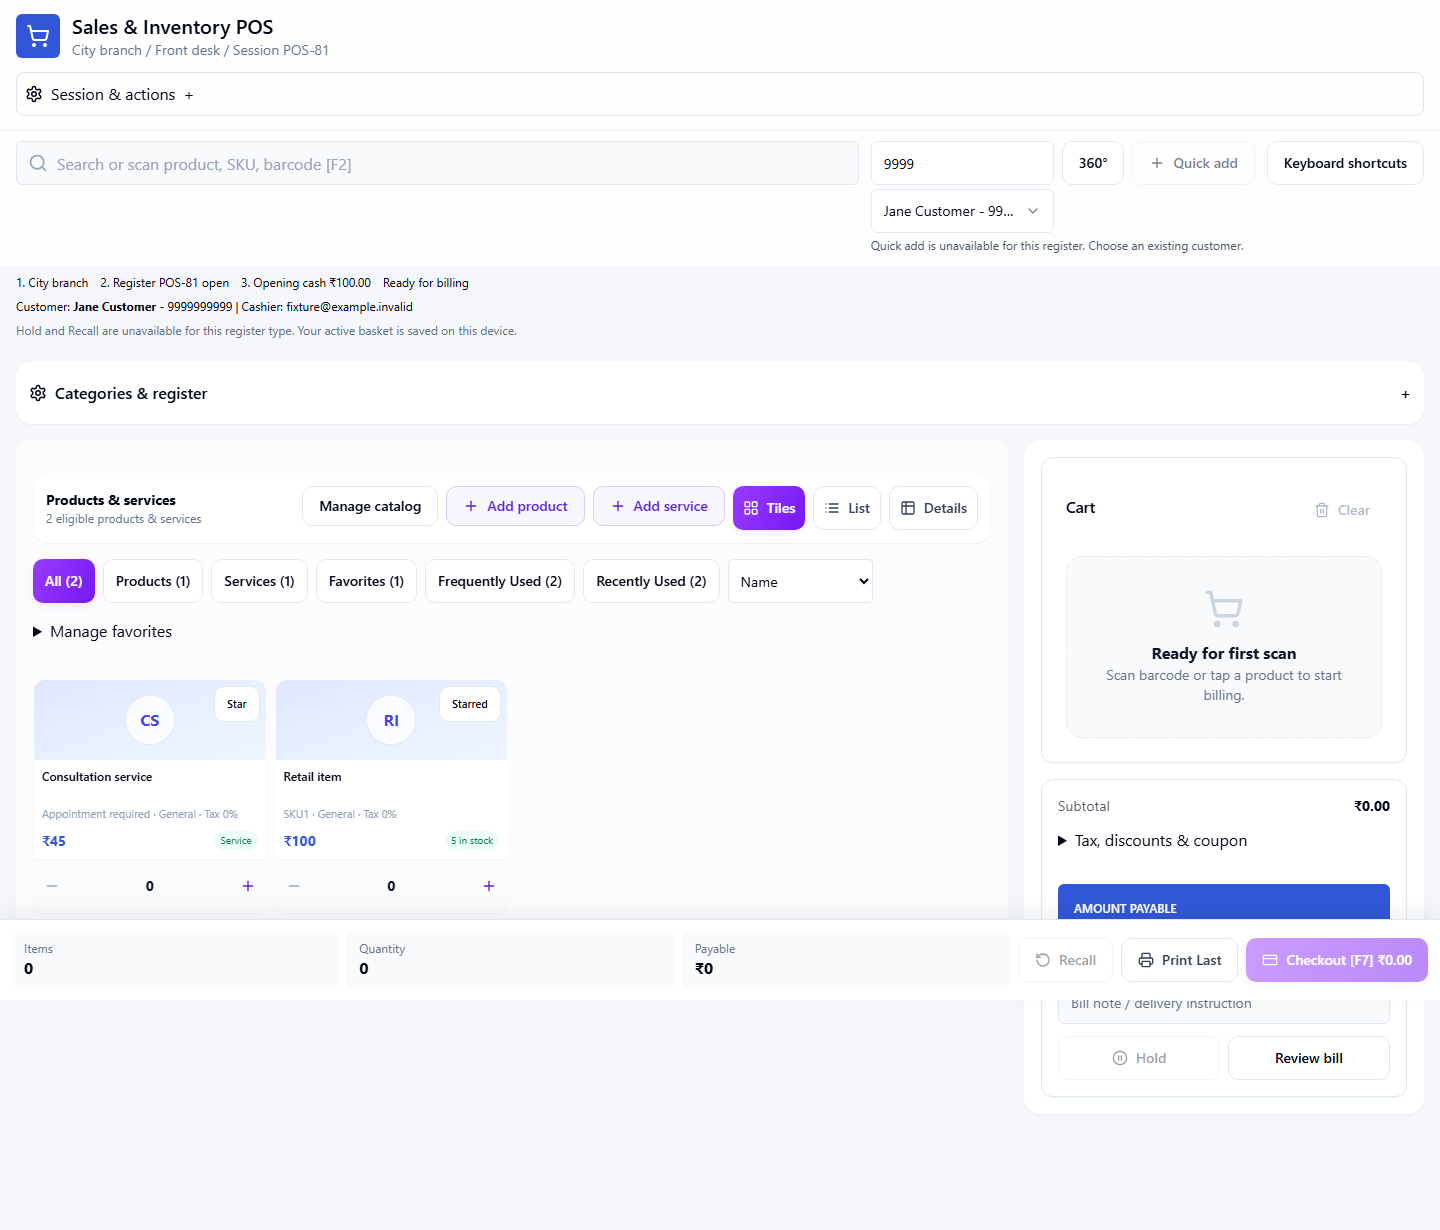 Sales & Inventory POS
City branch / Front desk / Session POS-81
Session & actions +
Search or scan product, SKU, barcode [F2]
9999
360°
+ Quick add
Keyboard shortcuts
Jane Customer - 99...
Quick add is unavailable for this register. Choose an existing customer.
1. City branch 2. Register POS-81 open 3. Opening cash ₹100.00 Ready for billing
Customer: Jane Customer - 9999999999 | Cashier: fixture@example.invalid
Hold and Recall are unavailable for this register type. Your active basket is saved on this device.
Categories & register +
Products & services
2 eligible products & services
Manage catalog
+ Add product
+ Add service
Tiles
List
Details
All (2)
Products (1)
Services (1)
Favorites (1)
Frequently Used (2)
Recently Used (2)
Name
Manage favorites
CS
Star
Consultation service
Appointment required · General · Tax 0%
₹45
Service
− 0 +
RI
Starred
Retail item
SKU1 · General · Tax 0%
₹100
5 in stock
− 0 +
Cart
Clear
Ready for first scan
Scan barcode or tap a product to start
billing.
Subtotal ₹0.00
Tax, discounts & coupon
AMOUNT PAYABLE
Items
0
Quantity
0
Payable
₹0
Recall
Print Last
Checkout [F7] ₹0.00
Bill note / delivery instruction
Hold
Review bill